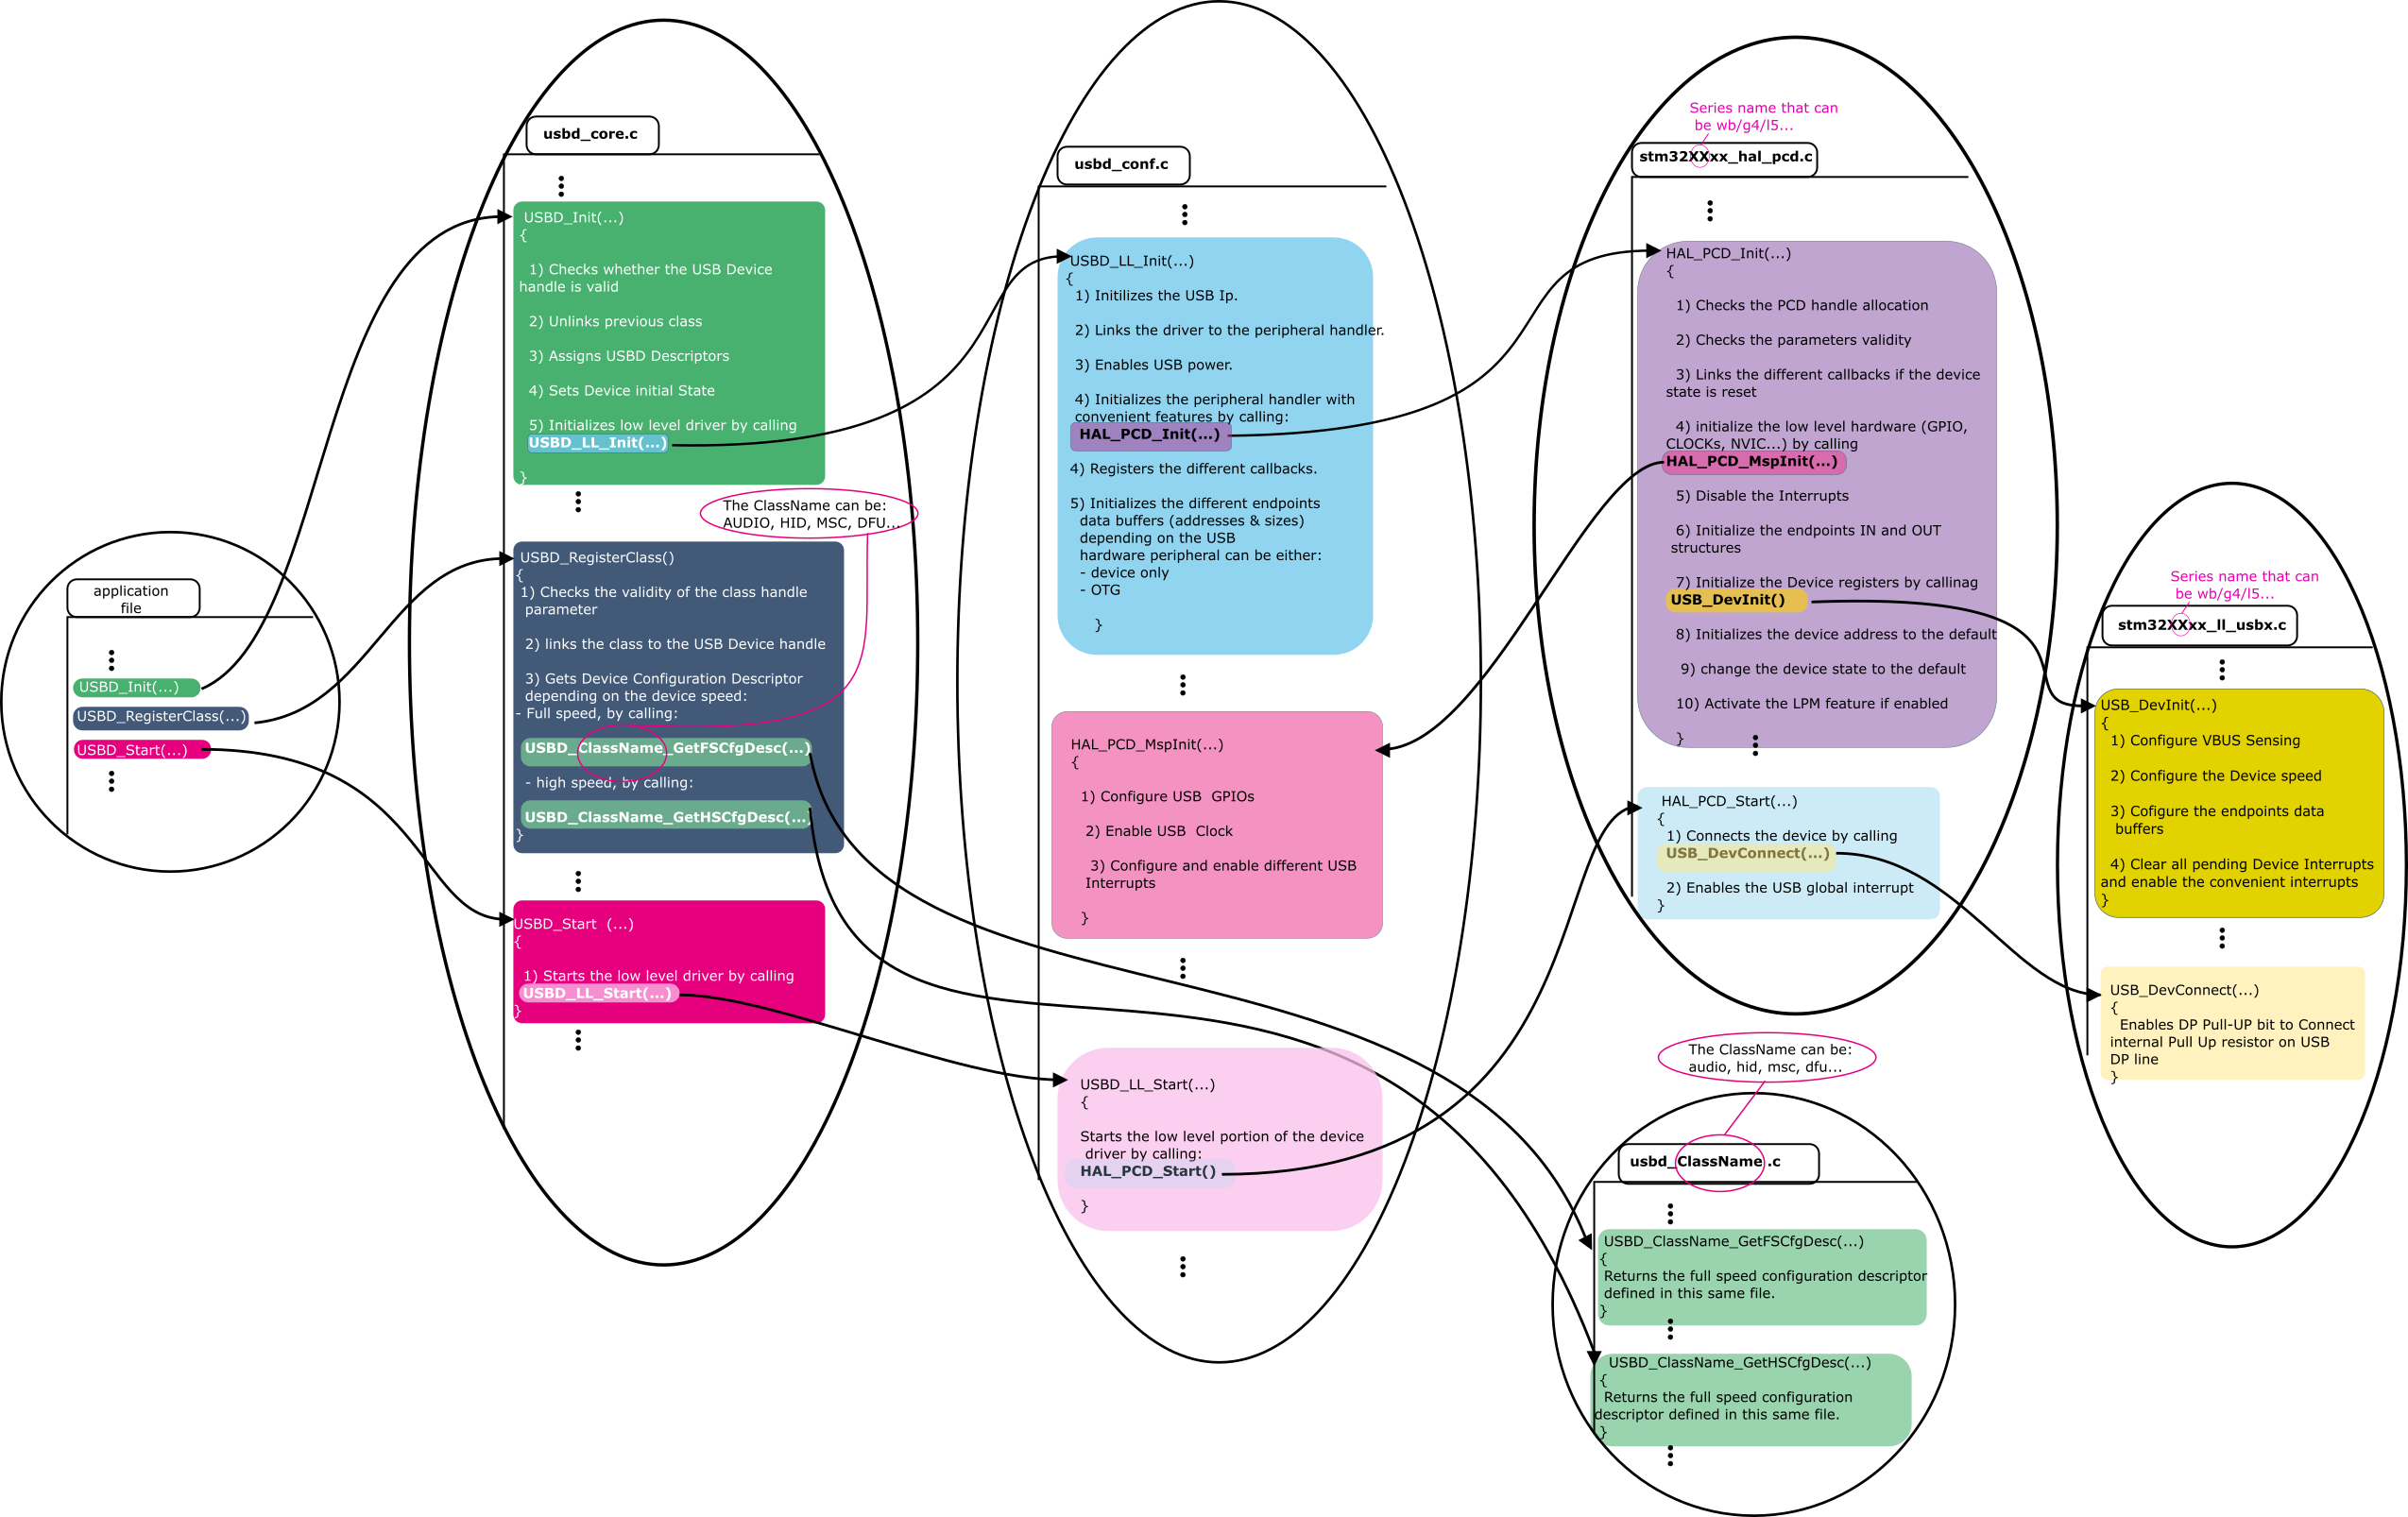 application
file
USBD_Init(...)
USBD_RegisterClass(...)
USBD_Start(...)
usbd_core.c
USBD_Init(...)
{
1) Checks whether the USB Device
handle is valid
2) Unlinks previous class
3) Assigns USBD Descriptors
4) Sets Device initial State
5) Initializes low level driver by calling
USBD_LL_Init(...)
}
The ClassName can be:
AUDIO, HID, MSC, DFU...
USBD_RegisterClass()
{
1) Checks the validity of the class handle
parameter
2) links the class to the USB Device handle
3) Gets Device Configuration Descriptor
depending on the device speed:
- Full speed, by calling:
USBD_ClassName_GetFSCfgDesc(...)
- high speed, by calling:
USBD_ClassName_GetHSCfgDesc(...)
}
USBD_Start (...)
{
1) Starts the low level driver by calling
USBD_LL_Start(...)
}
usbd_conf.c
USBD_LL_Init(...)
{
1) Initilizes the USB Ip.
2) Links the driver to the peripheral handler.
3) Enables USB power.
4) Initializes the peripheral handler with
convenient features by calling:
HAL_PCD_Init(...)
4) Registers the different callbacks.
5) Initializes the different endpoints
data buffers (addresses & sizes)
depending on the USB
hardware peripheral can be either:
- device only
- OTG
}
HAL_PCD_MspInit(...)
{
1) Configure USB GPIOs
2) Enable USB Clock
3) Configure and enable different USB
Interrupts
}
USBD_LL_Start(...)
{
Starts the low level portion of the device
driver by calling:
HAL_PCD_Start()
}
Series name that can
be wb/g4/l5...
stm32XXxx_hal_pcd.c
HAL_PCD_Init(...)
{
1) Checks the PCD handle allocation
2) Checks the parameters validity
3) Links the different callbacks if the device
state is reset
4) initialize the low level hardware (GPIO,
CLOCKs, NVIC...) by calling
HAL_PCD_MspInit(...)
5) Disable the Interrupts
6) Initialize the endpoints IN and OUT
structures
7) Initialize the Device registers by callinag
USB_DevInit()
8) Initializes the device address to the default
9) change the device state to the default
10) Activate the LPM feature if enabled
}
HAL_PCD_Start(...)
{
1) Connects the device by calling
USB_DevConnect(...)
2) Enables the USB global interrupt
}
The ClassName can be:
audio, hid, msc, dfu...
usbd_ClassName.c
USBD_ClassName_GetFSCfgDesc(...)
{
Returns the full speed configuration descriptor
defined in this same file.
}
USBD_ClassName_GetHSCfgDesc(...)
{
Returns the full speed configuration
descriptor defined in this same file.
}
Series name that can
be wb/g4/l5...
stm32XXxx_ll_usbx.c
USB_DevInit(...)
{
1) Configure VBUS Sensing
2) Configure the Device speed
3) Cofigure the endpoints data
buffers
4) Clear all pending Device Interrupts
and enable the convenient interrupts
}
USB_DevConnect(...)
{
Enables DP Pull-UP bit to Connect
internal Pull Up resistor on USB
DP line
}